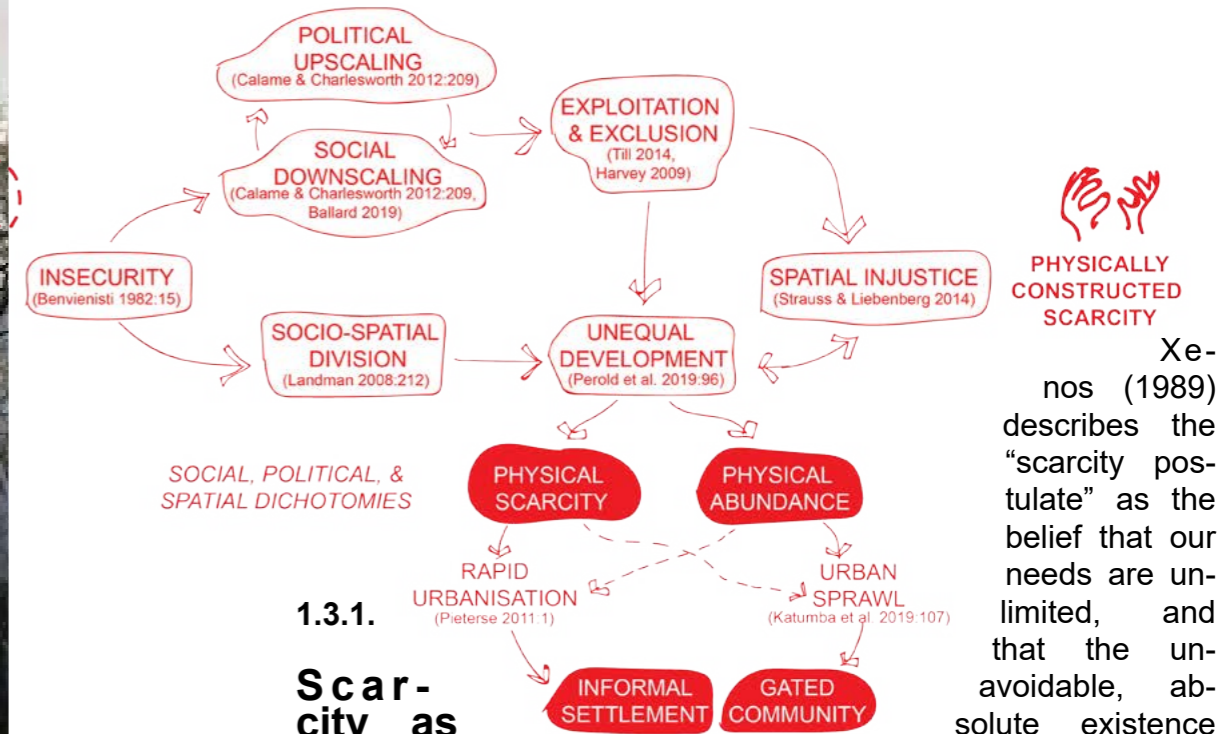 POLITICAL
UPSCALING
(Calame & Charlesworth 2012:209)
SOCIAL
DOWNSCALING
(Calame & Charlesworth 2012:209,
Ballard 2019)
EXPLOITATION
& EXCLUSION
(Till 2014,
Harvey 2009)
INSECURITY
(Benvienisti 1982:15)
SOCIO-SPATIAL
DIVISION
(Landman 2008:212)
UNEQUAL
DEVELOPMENT
(Perold et al. 2019:96)
SPATIAL INJUSTICE
(Strauss & Liebenberg 2014)
PHYSICALLY
CONSTRUCTED
SCARCITY
SOCIAL, POLITICAL, &
SPATIAL DICHOTOMIES
PHYSICAL
SCARCITY
PHYSICAL
ABUNDANCE
RAPID
URBANISATION
(Pieterse 2011:1)
URBAN
SPRAWL
(Katumba et al. 2019:107)
INFORMAL
SETTLEMENT
GATED
COMMUNITY
1.3.1.
Scar-
city as
Xe-
nos (1989)
describes the
“scarcity pos-
tulate” as the
belief that our
needs are un-
limited, and
that the un-
avoidable, ab-
solute existence